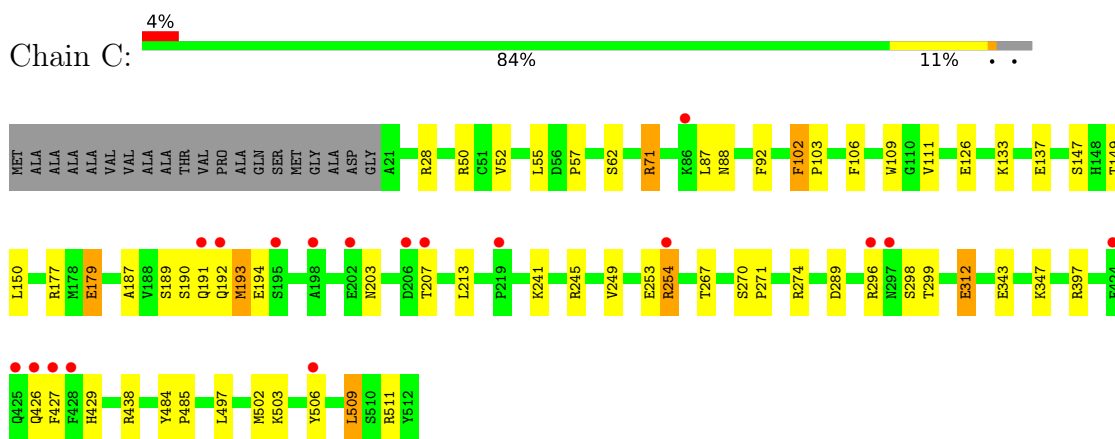 4%
Chain C:
84% 11% • •
MET ALA ALA ALA ALA VAL VAL ALA ALA THR VAL PRO ALA GLN SER MET GLY ALA ASP GLY A21 R28 R50 C51 V52 L55 D56 P57 S62 R71 K86 L87 N88 F92 F102 P103 F106 W109 G110 V111 E126 K133 E137 S147 H148 T149
L150 R177 M178 E179 A187 V188 S189 S190 Q191 Q192 M193 E194 S195 A198 E202 N203 D206 T207 L213 P219 K241 R245 V249 E253 R254 T267 S270 P271 R274 D289 R296 N297 S298 T299 E312 E343 K347 R397 E424
Q425 Q426 F427 F428 H429 R438 Y484 P485 L497 M502 K503 Y506 L509 S510 R511 Y512